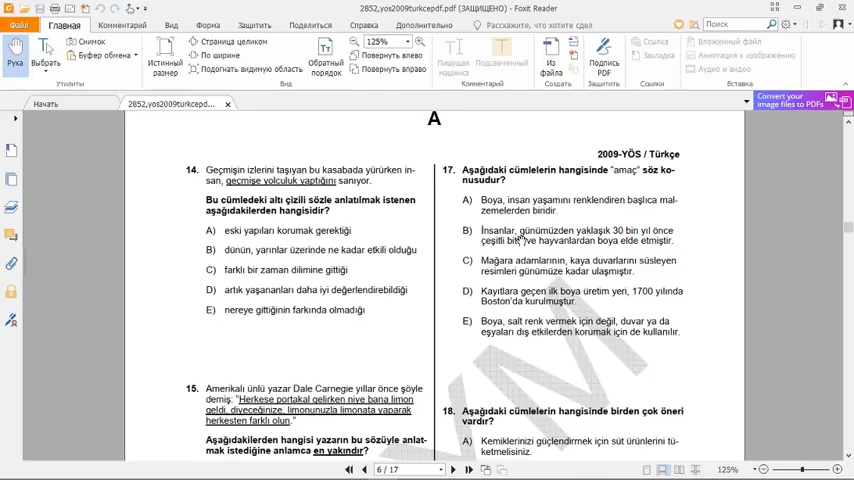 2852,yos2009turkcepdf.pdf (ЗАЩИЩЕНО) - Foxit Reader
Файл
Главная
Комментарий
Вид
Форма
Защитить
Поделиться
Справка
Дополнительно
Расскажите, что хотите сдел
Поиск
Рука
Выбрать
Снимок
Буфер обмена
Утилиты
Истинный размер
Страница целиком
По ширине
Подогнать видимую область
Вид
Обратный порядок
125%
Повернуть влево
Повернуть вправо
Пишущая машинка
Подсвеченный
Комментарий
Из файла
Создать
Подпись PDF
Защитить
Ссылка
Закладка
Ссылки
Вложенный файл
Аннотация к изображению
Аудио и видео
Вставить
Начать
2852,yos2009turkcepd...
Convert your
image files to PDFs
A
2009-YÖS / Türkçe
14. Geçmişin izlerini taşıyan bu kasabada yürürken in-
san, geçmişe yolculuk yaptığını sanıyor.
Bu cümledeki altı çizili sözle anlatılmak istenen
aşağıdakilerden hangisidir?
A) eski yapıları korumak gerektiği
B) dünün, yarınlar üzerinde ne kadar etkili olduğu
C) farklı bir zaman dilimine gittiği
D) artık yaşananları daha iyi değerlendirebildiği
E) nereye gittiğinin farkında olmadığı
15. Amerikalı ünlü yazar Dale Carnegie yıllar önce şöyle
demiş: "Herkese portakal gelirken niye bana limon
geldi, diyeceğinize, limonunuzla limonata yaparak
herkesten farklı olun."
Aşağıdakilerden hangisi yazarın bu sözüyle anlat-
mak istediğine anlamca en yakındır?
17. Aşağıdaki cümlelerin hangisinde "amaç" söz ko-
nusudur?
A) Boya, insan yaşamını renklendiren başlıca mal-
zemelerden biridir.
B) İnsanlar, günümüzden yaklaşık 30 bin yıl önce
çeşitli bitki ve hayvanlardan boya elde etmiştir.
C) Mağara adamlarının, kaya duvarlarını süsleyen
resimleri günümüze kadar ulaşmıştır.
D) Kayıtlara geçen ilk boya üretim yeri, 1700 yılında
Boston'da kurulmuştur.
E) Boya, salt renk vermek için değil, duvar ya da
eşyaları dış etkilerden korumak için de kullanılır.
18. Aşağıdaki cümlelerin hangisinde birden çok öneri
vardır?
A) Kemiklerinizi güçlendirmek için süt ürünlerini tü-
ketmelisiniz.
6 / 17
125%